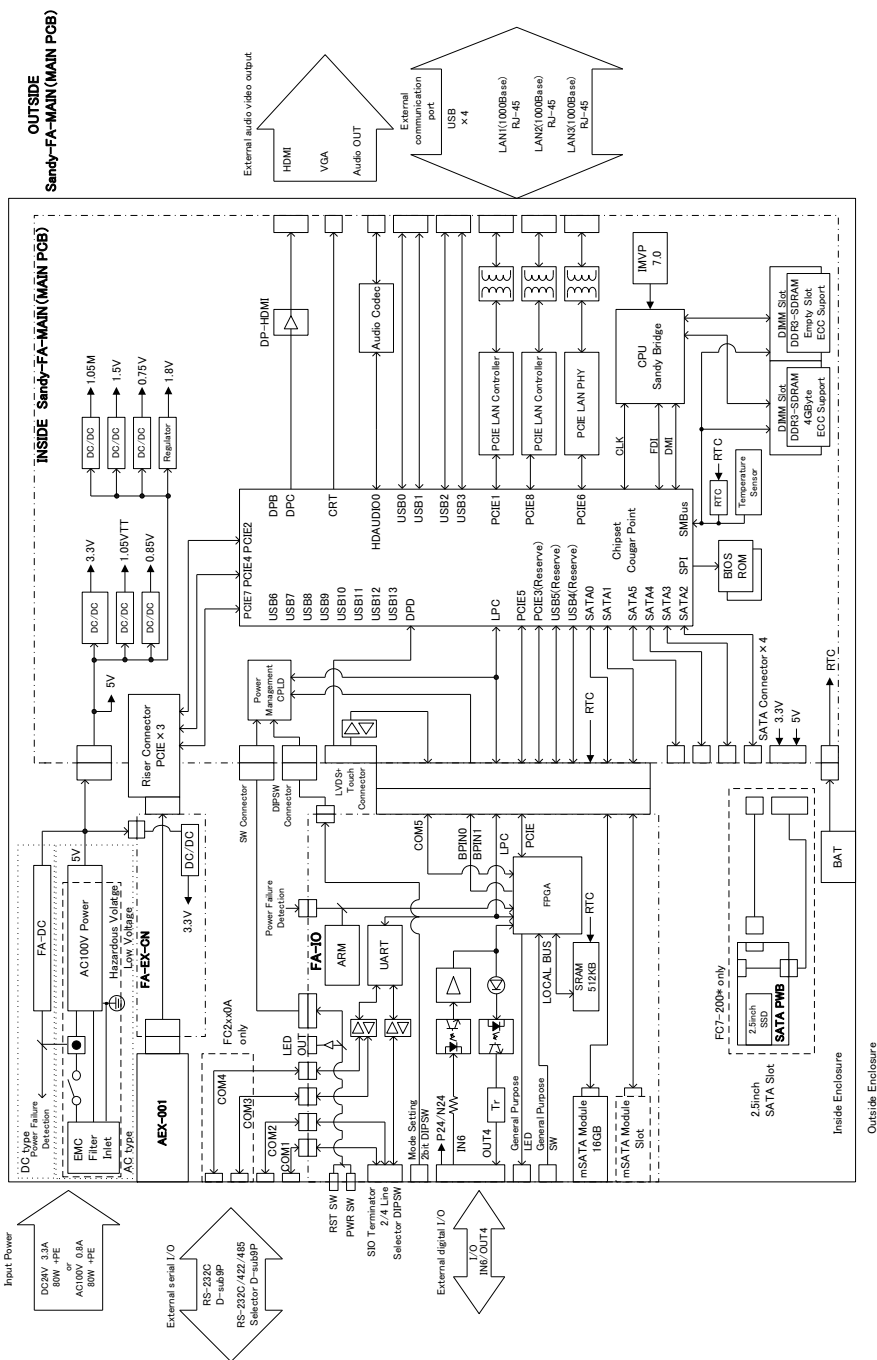 OUTSIDE
Sandy-FA-MAIN(MAIN PCB)
External audio video output
HDMI
VGA
Audio OUT
External
communication
port
USB
×4
LAN1(1000Base)
RJ-45
LAN2(1000Base)
RJ-45
LAN3(1000Base)
RJ-45
INSIDE Sandy-FA-MAIN(MAIN PCB)
DC/DC
1.05M
DC/DC
1.5V
DC/DC
0.75V
Regulator
1.8V
DC/DC
3.3V
DC/DC
1.05VTT
DC/DC
0.85V
5V
DP-HDMI
Audio Codec
PCIE LAN Controller
PCIE LAN Controller
PCIE LAN PHY
IMVP
7.0
CPU
Sandy Bridge
CLK
FDI
DMI
DIMM Slot
DDR3-SDRAM
Empty Slot
ECC Suport
DIMM Slot
DDR3-SDRAM
4GByte
ECC Support
RTC
RTC
Temperature
Sensor
PCIE7 PCIE4 PCIE2
DPB
DPC
CRT
HDAUDIO0
USB0
USB1
USB2
USB3
PCIE1
PCIE8
PCIE6
Chipset
Cougar Point
SMBus
SPI
BIOS
ROM
USB6
USB7
USB8
USB9
USB10
USB11
USB12
USB13
DPD
LPC
PCIE5
PCIE3(Reserve)
USB5(Reserve)
USB4(Reserve)
SATA0
SATA1
SATA5
SATA4
SATA3
SATA2
Riser Connector
PCIE×3
Power
Management
CPLD
SW Connector
DIPSW
Connector
LVDS+
Touch
Connector
RTC
SATA Connector×4
3.3V
5V
RTC
BAT
FA-DC
5V
AC100V Power
Hazardous Volatge
Low Voltage
DC type
Power Failure
Detection
EMC
Filter
Inlet
AC type
FA-EX-CN
DC/DC
3.3V
AEX-001
FC2xx0A
only
COM4
COM3
COM2
COM1
LED
OUT
Power Failure
Detection
FA-IO
ARM
UART
COM5
BPIN0
BPIN1
LPC
PCIE
FPGA
LOCAL BUS
RTC
SRAM
512KB
RST SW
PWR SW
SIO Terminator
2/4 Line
Selector DIPSW
Mode Setting
2bit DIPSW
P24/N24
IN6
OUT4
Tr
General Purpose
LED
General Purpose
SW
mSATA Module
16GB
mSATA Module
Slot
FC7-200* only
2.5inch
SSD
SATA PWB
2.5inch
SATA Slot
Inside Enclosure
Outside Enclosure
Input Power
DC24V 3.3A
80W +PE
or
AC100V 0.8A
80W +PE
External serial I/O
RS-232C
D-sub9P
RS-232C/422/485
Selector D-sub9P
External digital I/O
I/O
IN6/OUT4